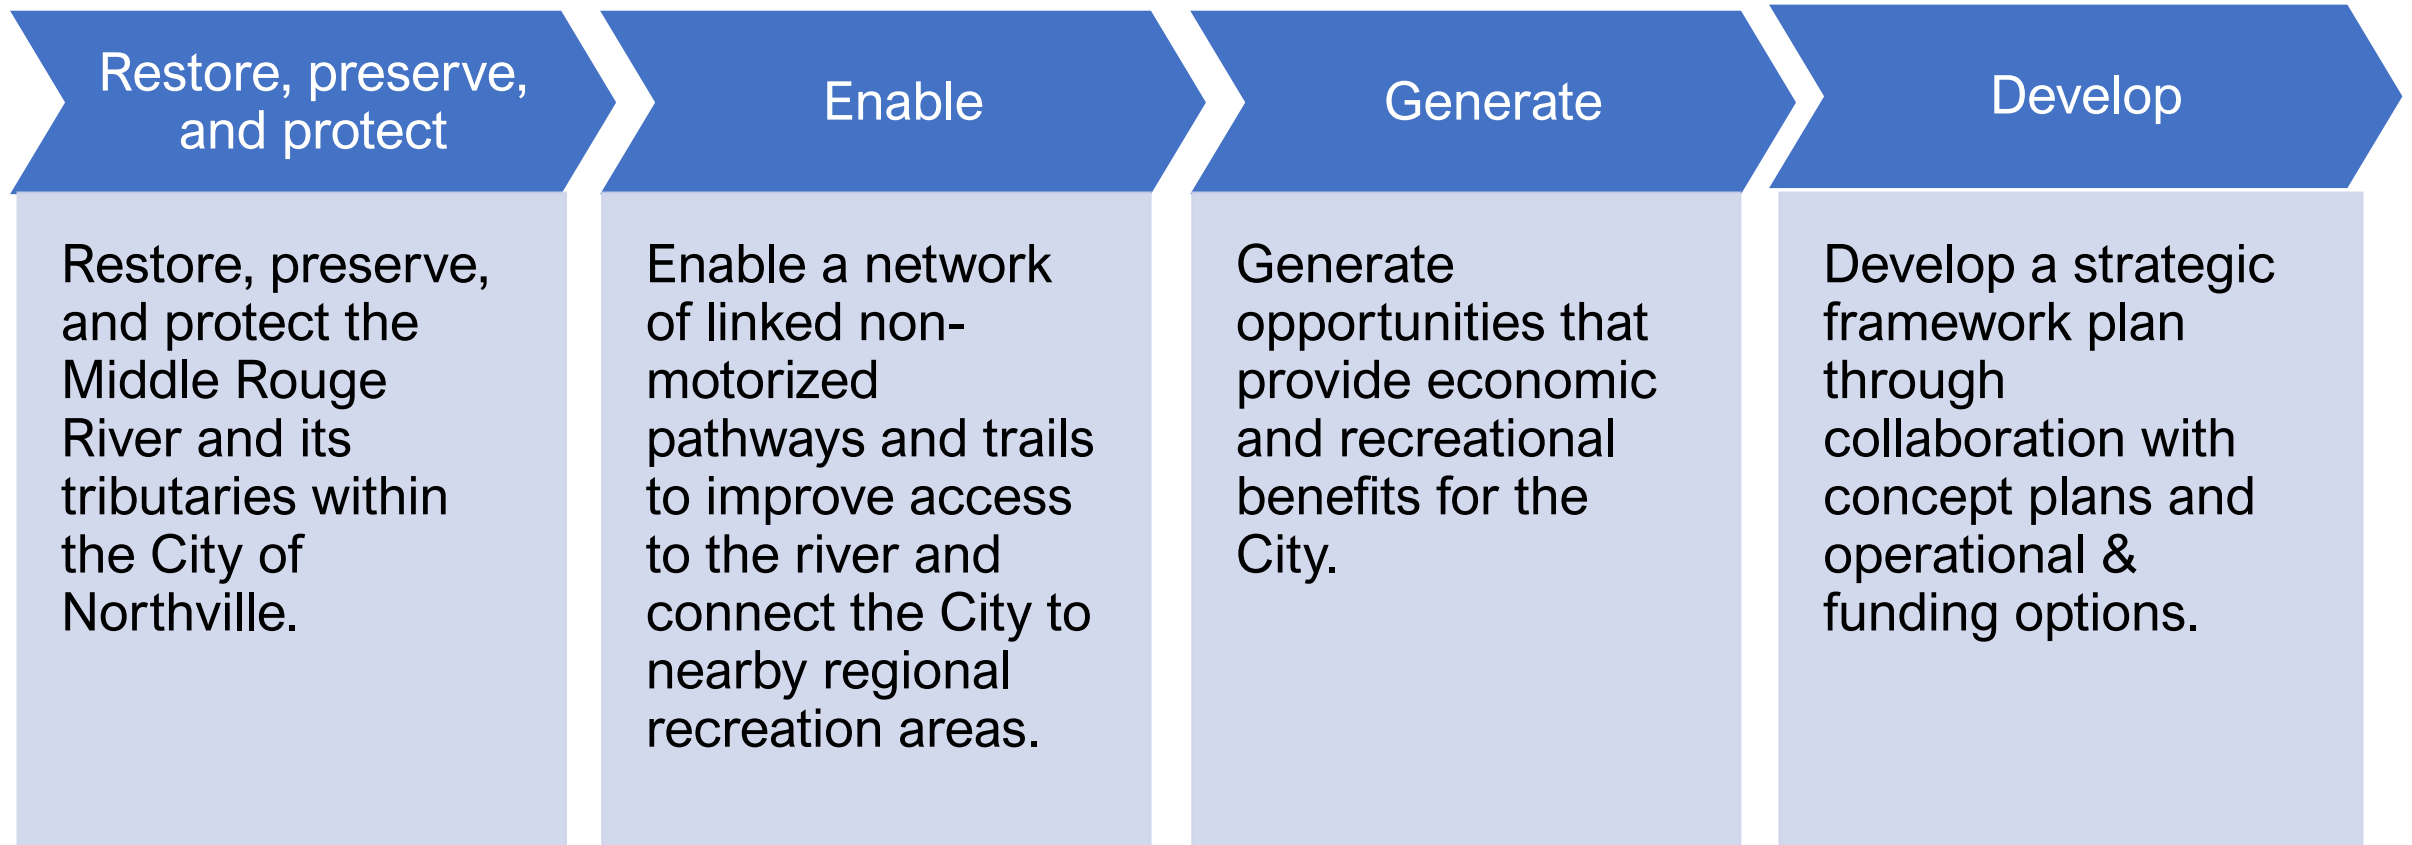 Restore, preserve,
and protect
Restore, preserve,
and protect the
Middle Rouge
River and its
tributaries within
the City of
Northville.
Enable
Enable a network
of linked non-
motorized
pathways and trails
to improve access
to the river and
connect the City to
nearby regional
recreation areas.
Generate
Generate
opportunities that
provide economic
and recreational
benefits for the
City.
Develop
Develop a strategic
framework plan
through
collaboration with
concept plans and
operational &
funding options.